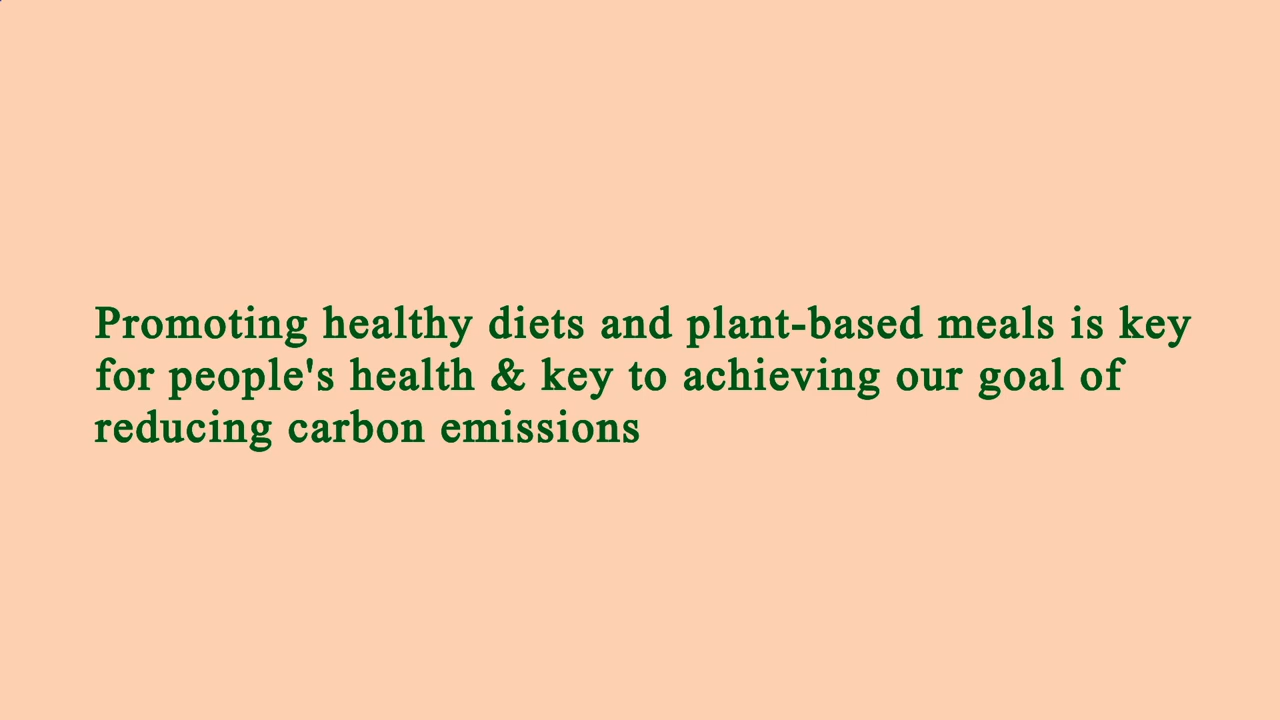 Promoting healthy diets and plant-based meals is key
for people's health & key to achieving our goal of
reducing carbon emissions